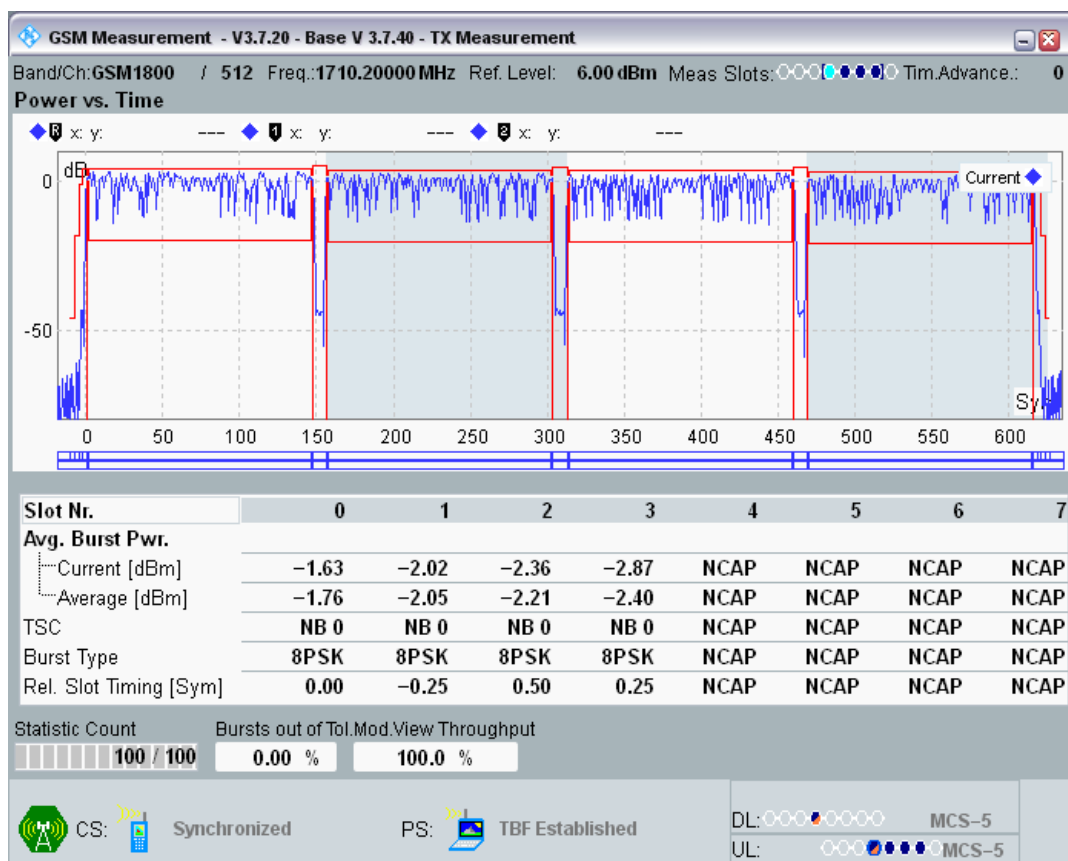 GSM Measurement - V3.7.20 - Base V 3.7.40 - TX Measurement
Band/Ch:GSM1800 / 512 Freq.:1710.20000 MHz Ref. Level: 6.00 dBm Meas Slots: Tim.Advance.: 0
Power vs. Time
R x: y: --- 1 x: y: --- 2 x: y: ---
dB
Current
0
-50
Sy
0 50 100 150 200 250 300 350 400 450 500 550 600
Slot Nr. 0 1 2 3 4 5 6 7
Avg. Burst Pwr.
Current [dBm] −1.63 −2.02 −2.36 −2.87 NCAP NCAP NCAP NCAP
Average [dBm] −1.76 −2.05 −2.21 −2.40 NCAP NCAP NCAP NCAP
TSC NB 0 NB 0 NB 0 NB 0 NCAP NCAP NCAP NCAP
Burst Type 8PSK 8PSK 8PSK 8PSK NCAP NCAP NCAP NCAP
Rel. Slot Timing [Sym] 0.00 −0.25 0.50 0.25 NCAP NCAP NCAP NCAP
Statistic Count Bursts out of Tol.Mod.View Throughput
100 / 100 0.00 % 100.0 %
CS: Synchronized PS: TBF Established
DL: MCS−5
UL: MCS−5